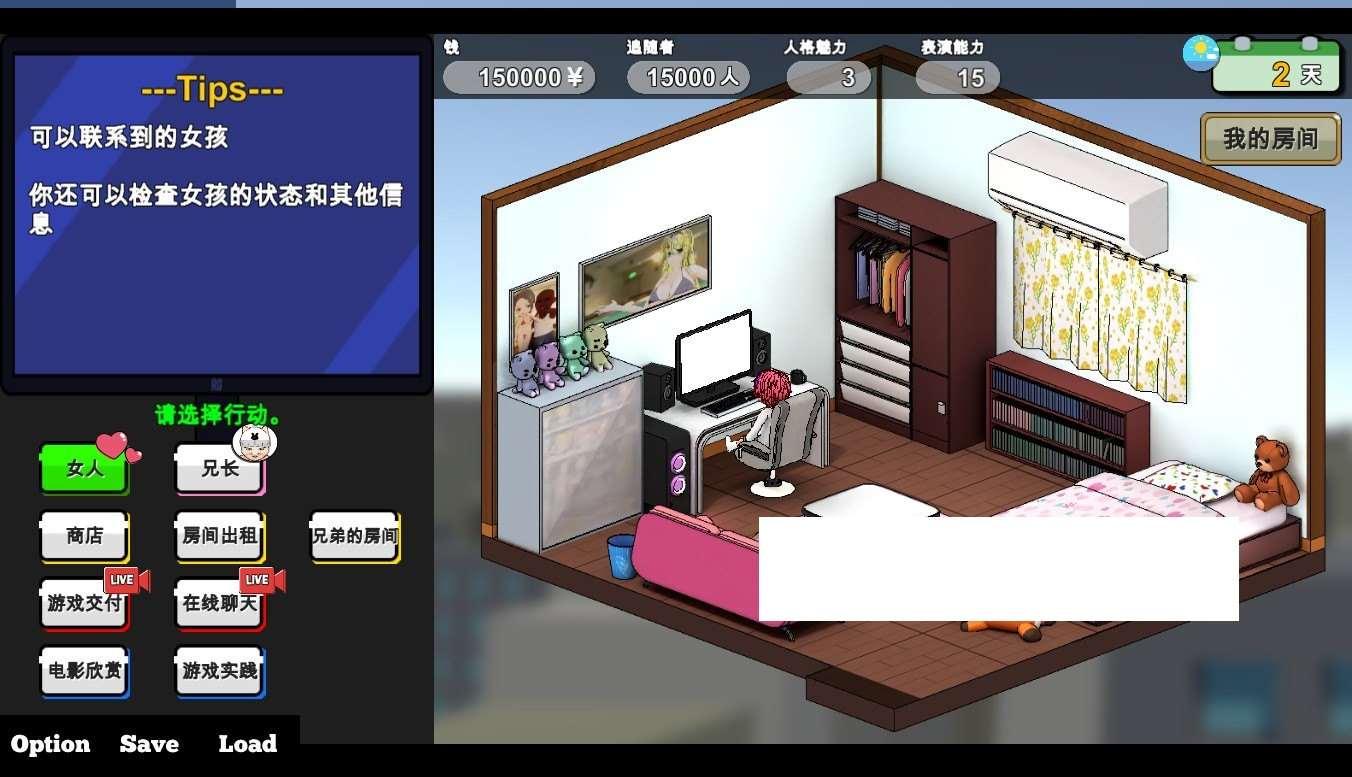 ---Tips---
可以联系到的女孩
你还可以检查女孩的状态和其他信
息
请选择行动。
女人
兄长
商店
房间出租
兄弟的房间
LIVE
游戏交付
LIVE
在线聊天
电影欣赏
游戏实践
Option Save Load
钱 追随者 人格魅力 表演能力
150000¥ 15000人 3 15
2 天
我的房间